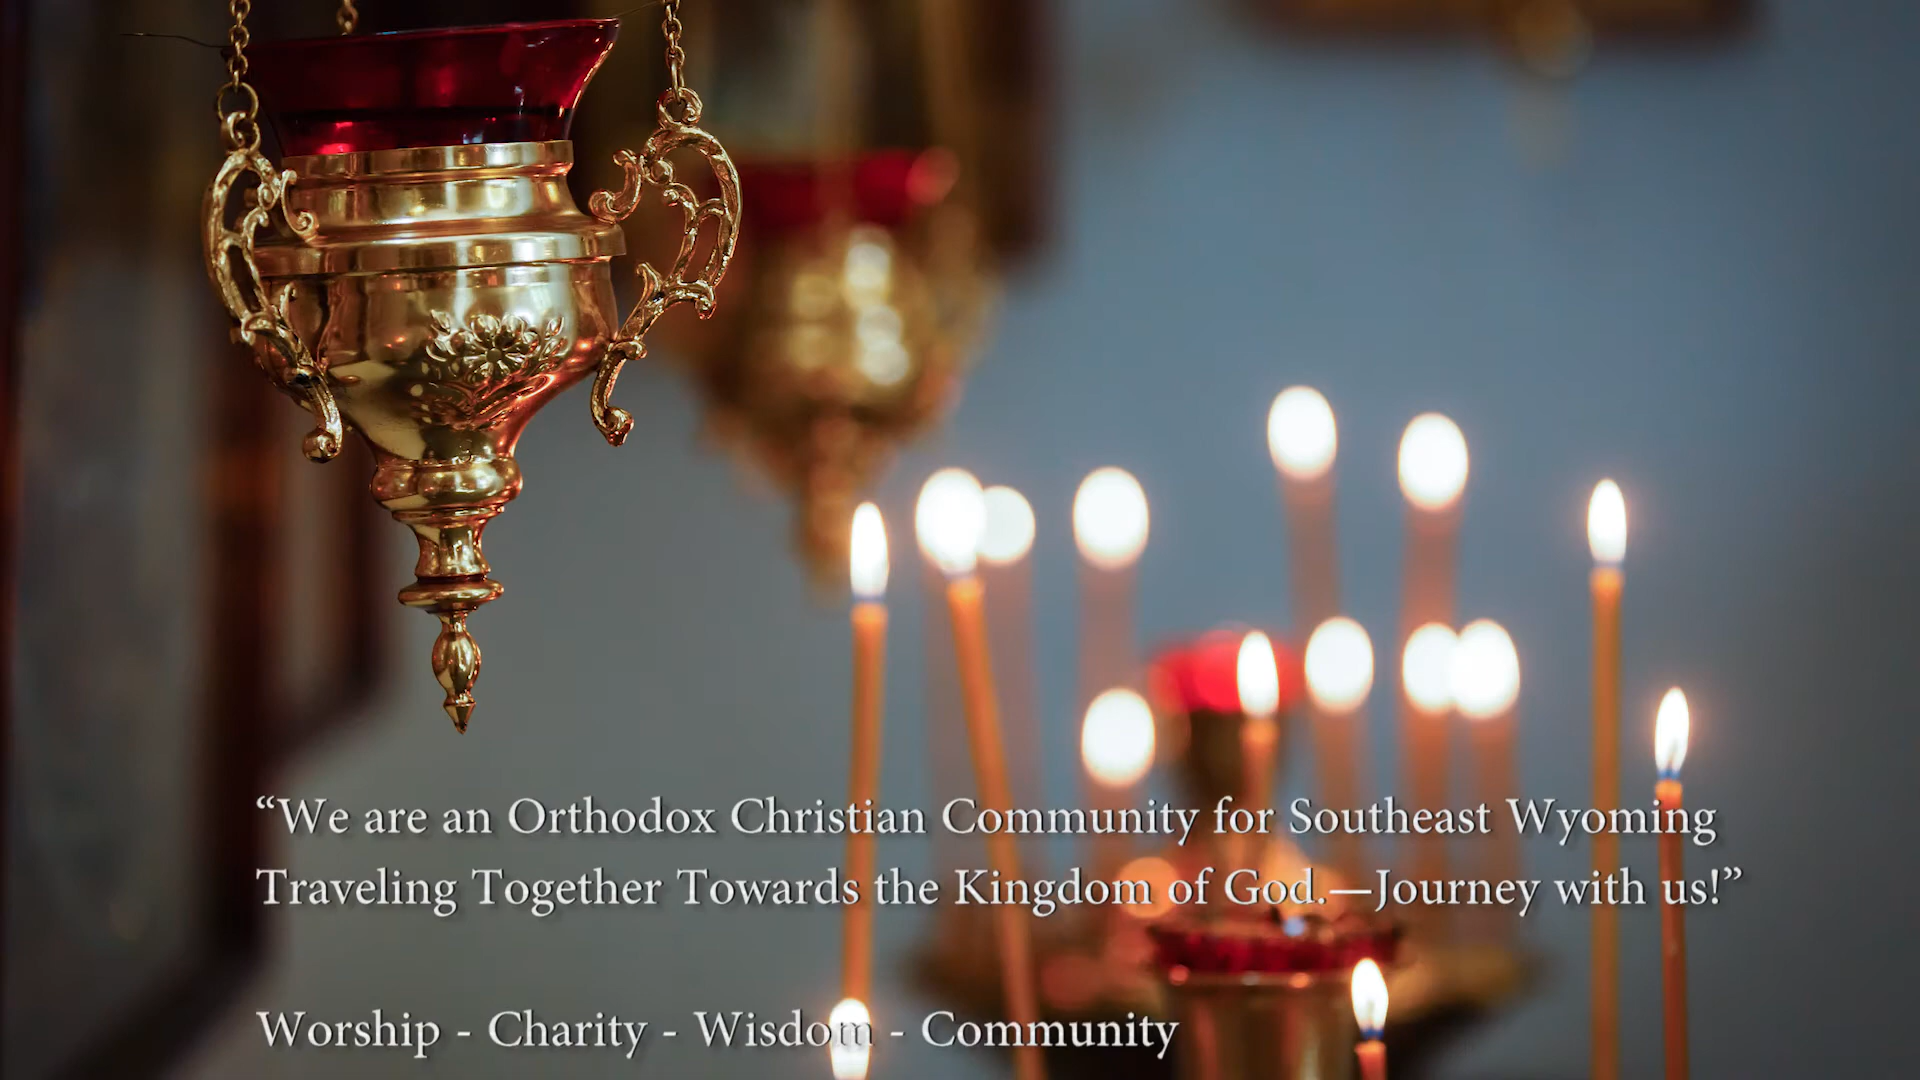 “We are an Orthodox Christian Community for Southeast Wyoming
Traveling Together Towards the Kingdom of God.—Journey with us!”
Worship - Charity - Wisdom - Community